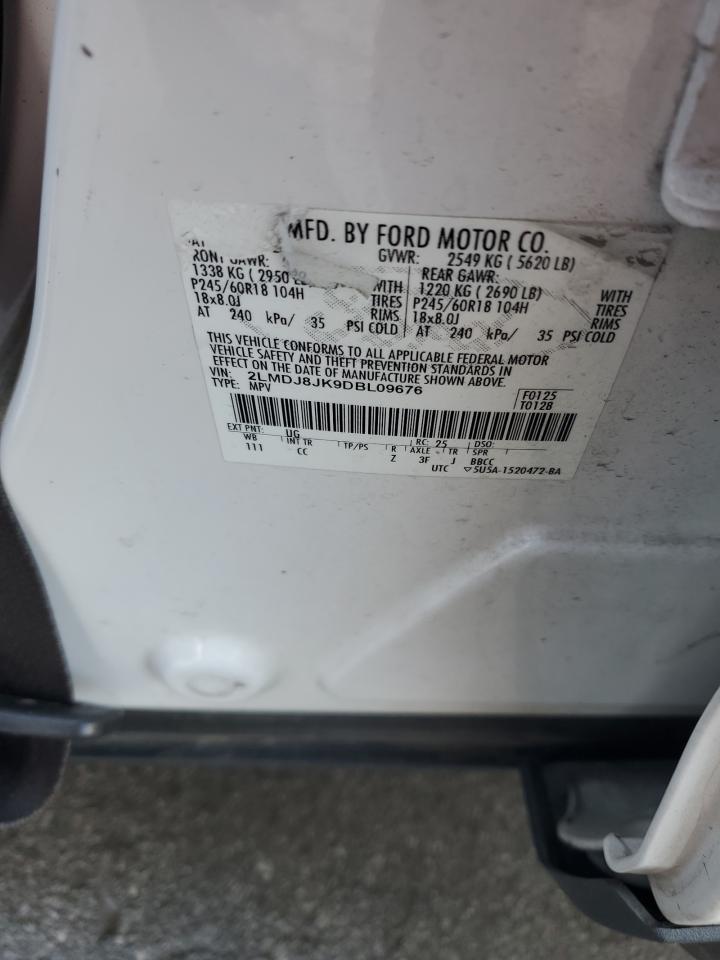 MFD. BY FORD MOTOR CO.
GVWR: 2549 KG ( 5620 LB)
RONT GAWR:
1338 KG ( 2950 LB
WITH
P245/60R18 104H TIRES
18x8.0J RIMS
AT 240 kPa/ 35 PSI COLD
REAR GAWR:
1220 KG ( 2690 LB) WITH
P245/60R18 104H TIRES
18x8.0J RIMS
AT 240 kPa/ 35 PSI COLD
THIS VEHICLE CONFORMS TO ALL APPLICABLE FEDERAL MOTOR
VEHICLE SAFETY AND THEFT PREVENTION STANDARDS IN
EFFECT ON THE DATE OF MANUFACTURE SHOWN ABOVE.
VIN: 2LMDJ8JK9DBL09676
TYPE: MPV
F0125
T0128
EXT PNT: UG RC: 25 DSO:
WB INT TR TP/PS R AXLE TR SPR
111 CC Z 3F J BBCC
UTC ▽5U5A-1520472-BA